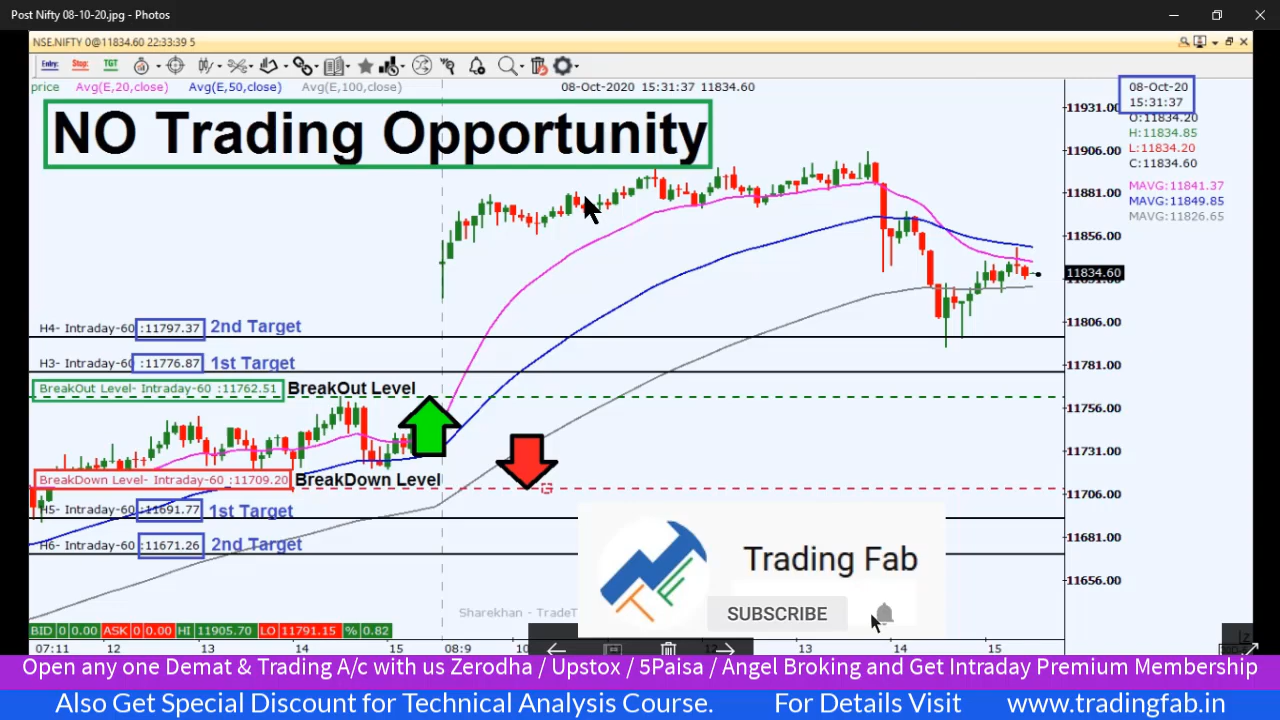 Post Nifty 08-10-20.jpg - Photos
NSE.NIFTY 0@11834.60 22:33:39 5
Entry Stop TGT
price Avg(E,20,close) Avg(E,50,close) Avg(E,100,close) 08-Oct-2020 15:31:37 11834.60
08-Oct-20
15:31:37
O:11834.20
H:11834.85
L:11834.20
C:11834.60
MAVG:11841.37
MAVG:11849.85
MAVG:11826.65
NO Trading Opportunity
11931.00
11906.00
11881.00
11856.00
11834.60
11806.00
11781.00
11756.00
11731.00
11706.00
11681.00
11656.00
H4- Intraday-60 :11797.37 2nd Target
H3- Intraday-60 :11776.87 1st Target
BreakOut Level- Intraday-60 :11762.51 BreakOut Level
BreakDown Level- Intraday-60 :11709.20 BreakDown Level
H5- Intraday-60 :11691.77 1st Target
H6- Intraday-60 :11671.26 2nd Target
Trading Fab
SUBSCRIBE
Sharekhan - TradeT
BID 0 0.00 ASK 0 0.00 HI 11905.70 LO 11791.15 % 0.82
07:11 12 13 14 15 08:9 10 12 13 14 15
Open any one Demat & Trading A/c with us Zerodha / Upstox / 5Paisa / Angel Broking and Get Intraday Premium Membership
Also Get Special Discount for Technical Analysis Course. For Details Visit www.tradingfab.in